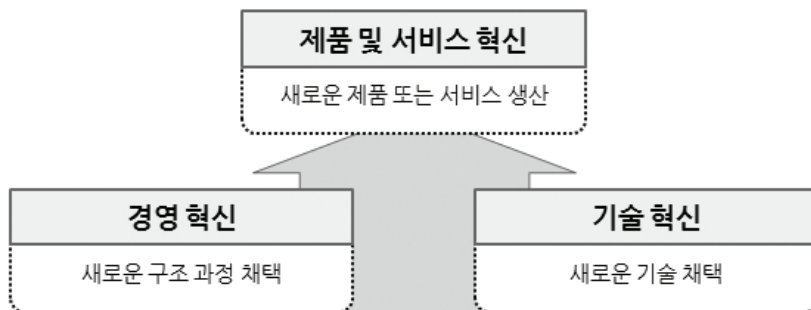 제품 및 서비스 혁신
새로운 제품 또는 서비스 생산
경영 혁신
새로운 구조 과정 채택
기술 혁신
새로운 기술 채택